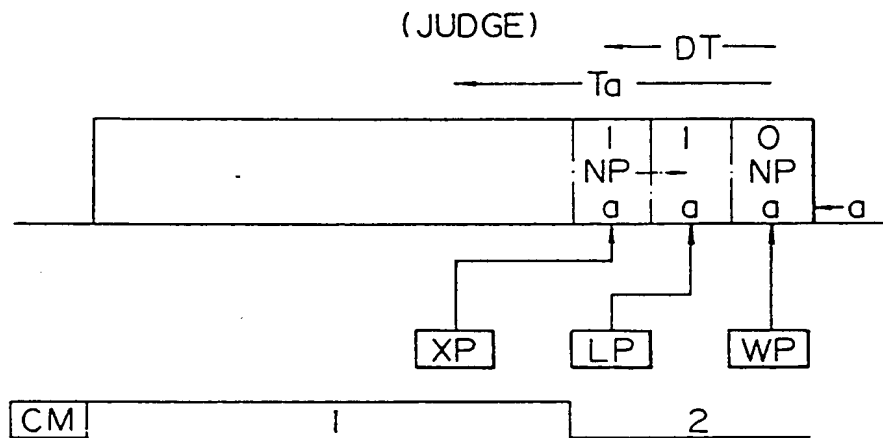 (JUDGE)
DT
Ta
1 1 0
NP NP
a a a a
XP LP WP
CM 1 2